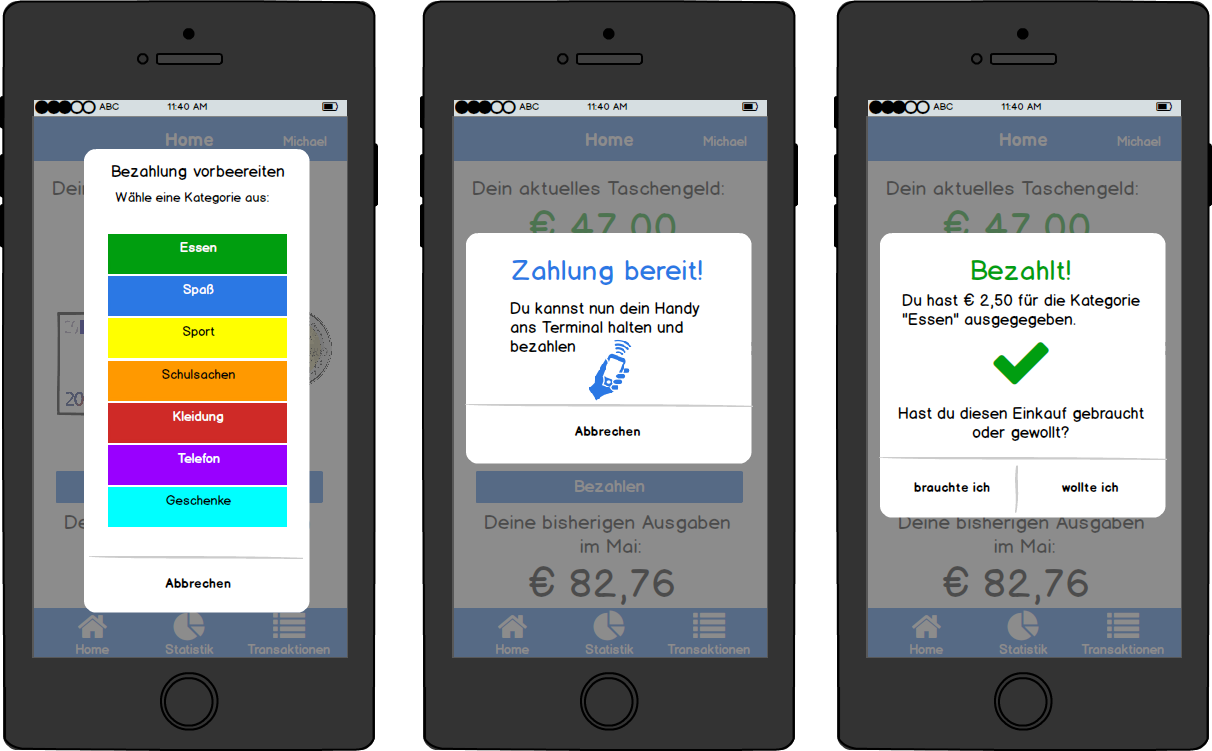 ABC 11:40 AM
Home Michael
Bezahlung vorbeereiten
Wähle eine Kategorie aus:
Essen
Spaß
Sport
Schulsachen
Kleidung
Telefon
Geschenke
Abbrechen
20
Home Statistik Transaktionen
ABC 11:40 AM
Home Michael
Dein aktuelles Taschengeld:
€ 47,00
Zahlung bereit!
Du kannst nun dein Handy
ans Terminal halten und
bezahlen
Abbrechen
Bezahlen
Deine bisherigen Ausgaben
im Mai:
€ 82,76
Home Statistik Transaktionen
ABC 11:40 AM
Home Michael
Dein aktuelles Taschengeld:
€ 47,00
Bezahlt!
Du hast € 2,50 für die Kategorie
"Essen" ausgegegeben.
Hast du diesen Einkauf gebraucht
oder gewollt?
brauchte ich wollte ich
Deine bisherigen Ausgaben
im Mai:
€ 82,76
Home Statistik Transaktionen